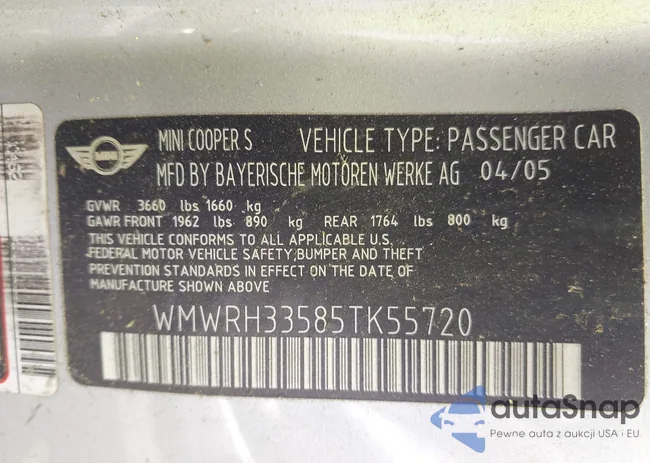 MINI
MINI COOPER S VEHICLE TYPE: PASSENGER CAR
MFD BY BAYERISCHE MOTOREN WERKE AG 04/05
GVWR 3660 lbs 1660 kg
GAWR FRONT 1962 lbs 890 kg REAR 1764 lbs 800 kg
THIS VEHICLE CONFORMS TO ALL APPLICABLE U.S.
FEDERAL MOTOR VEHICLE SAFETY,BUMPER AND THEFT
PREVENTION STANDARDS IN EFFECT ON THE DATE OF
MANUFACTURE SHOWN ABOVE
WMWRH33585TK55720
autoSnap
Pewne auta z aukcji USA i EU